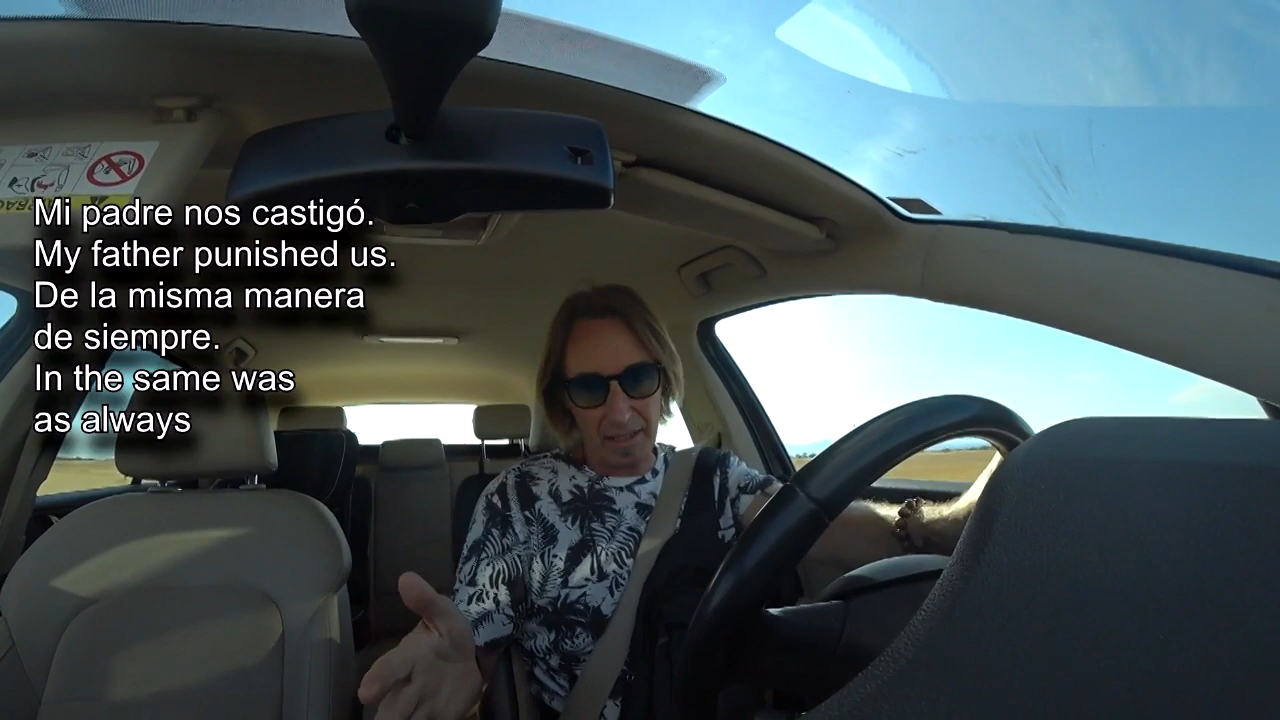 Mi padre nos castigó.
My father punished us.
De la misma manera
de siempre.
In the same was
as always